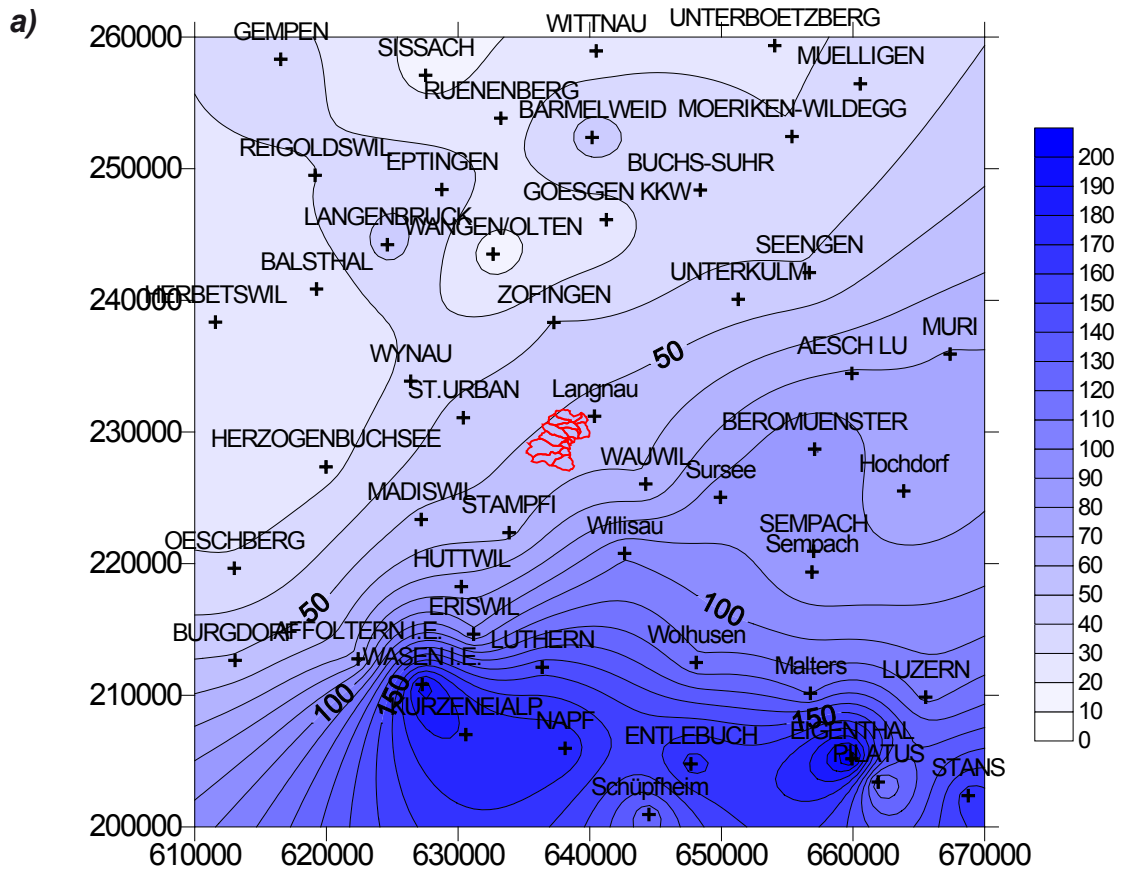 a)
260000
250000
240000
230000
220000
210000
200000
610000 620000 630000 640000 650000 660000 670000
GEMPEN
SISSACH
WITTNAU
UNTERBOETZBERG
MUELLIGEN
RUENENBERG
BARMELWEID
MOERIKEN-WILDEGG
REIGOLDSWIL
EPTINGEN
BUCHS-SUHR
GOESGEN KKW
LANGENBRUCK
WANGEN/OLTEN
SEENGEN
BALSTHAL
UNTERKULM
HERBETSWIL
ZOFINGEN
MURI
AESCH LU
50
WYNAU
ST.URBAN
Langnau
BEROMUENSTER
HERZOGENBUCHSEE
WAUWIL
Sursee
Hochdorf
MADISWIL
STAMPFI
Willisau
SEMPACH
Sempach
OESCHBERG
HUTTWIL
50
ERISWIL
100
BURGDORF
AFFOLTERN I.E.
LUTHERN
Wolhusen
WASEN I.E.
Malters
LUZERN
100
150
KURZENEIALP
NAPF
150
ENTLEBUCH
EIGENTHAL
PILATUS
STANS
Schüpfheim
200
190
180
170
160
150
140
130
120
110
100
90
80
70
60
50
40
30
20
10
0